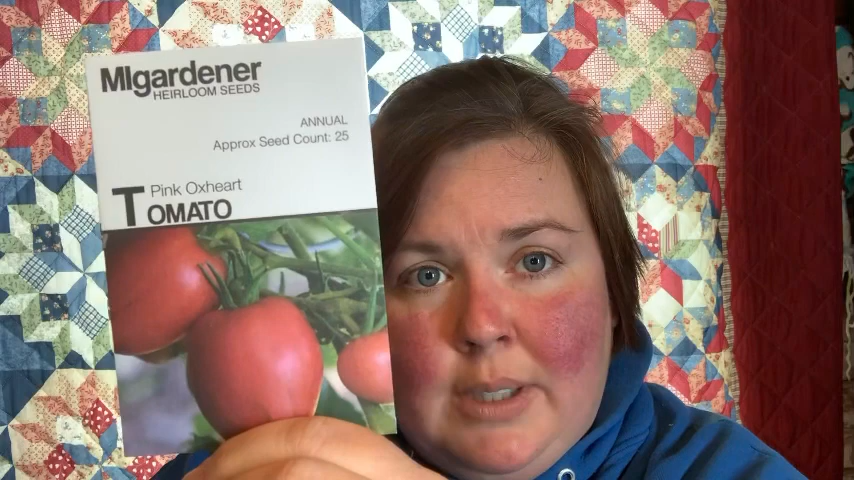 MIgardener
HEIRLOOM SEEDS
ANNUAL
Approx Seed Count: 25
Pink Oxheart
TOMATO